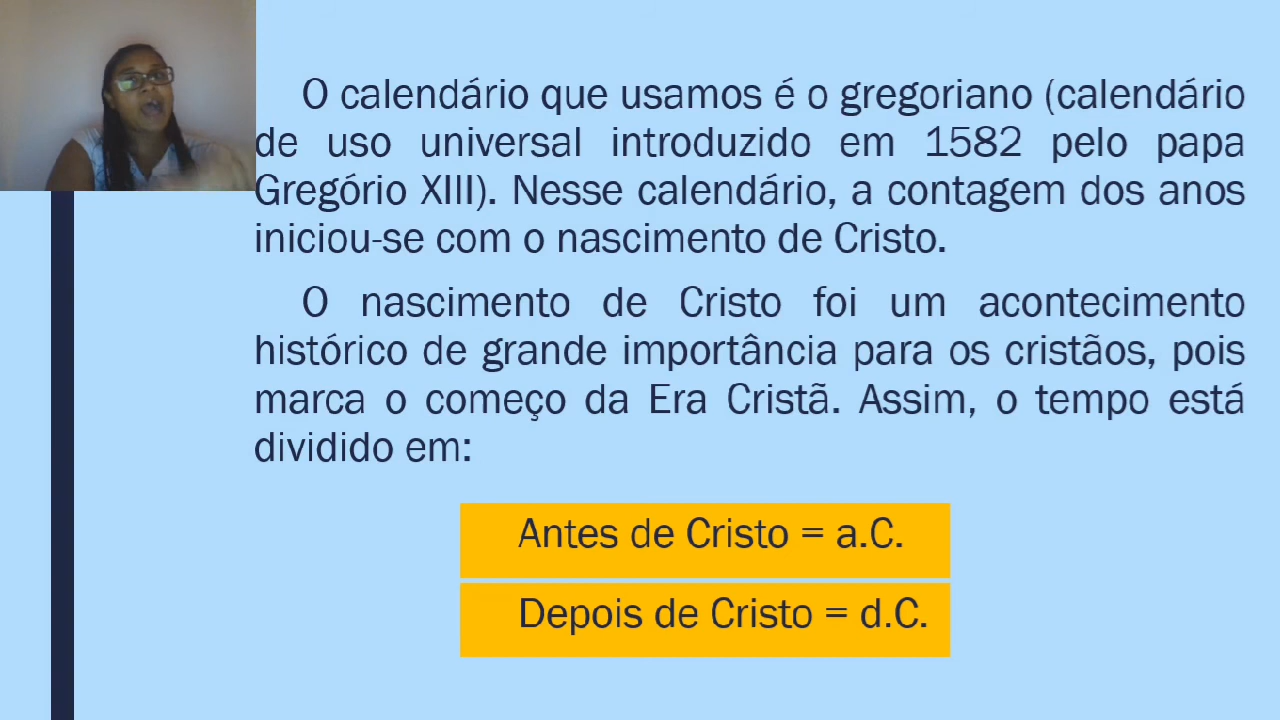 O calendário que usamos é o gregoriano (calendário
de uso universal introduzido em 1582 pelo papa
Gregório XIII). Nesse calendário, a contagem dos anos
iniciou-se com o nascimento de Cristo.
O nascimento de Cristo foi um acontecimento
histórico de grande importância para os cristãos, pois
marca o começo da Era Cristã. Assim, o tempo está
dividido em:
Antes de Cristo = a.C.
Depois de Cristo = d.C.